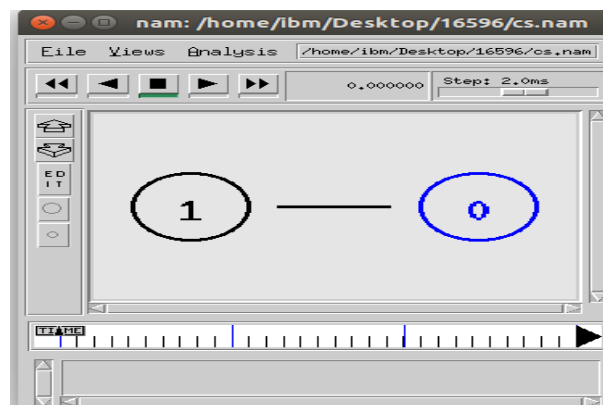 nam: /home/ibm/Desktop/16596/cs.nam
Eile Views Analysis /home/ibm/Desktop/16596/cs.nam
0.000000 Step: 2.0ms
ED
IT
1 0
TIME